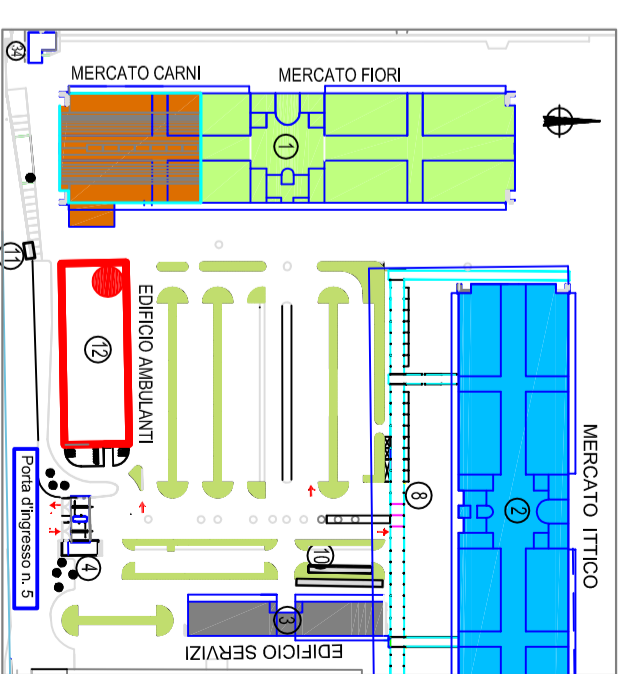 34
MERCATO CARNI
MERCATO FIORI
1
11
EDIFICIO AMBULANTI
12
MERCATO ITTICO
8
2
Porta d'ingresso n. 5
4
10
3
EDIFICIO SERVIZI